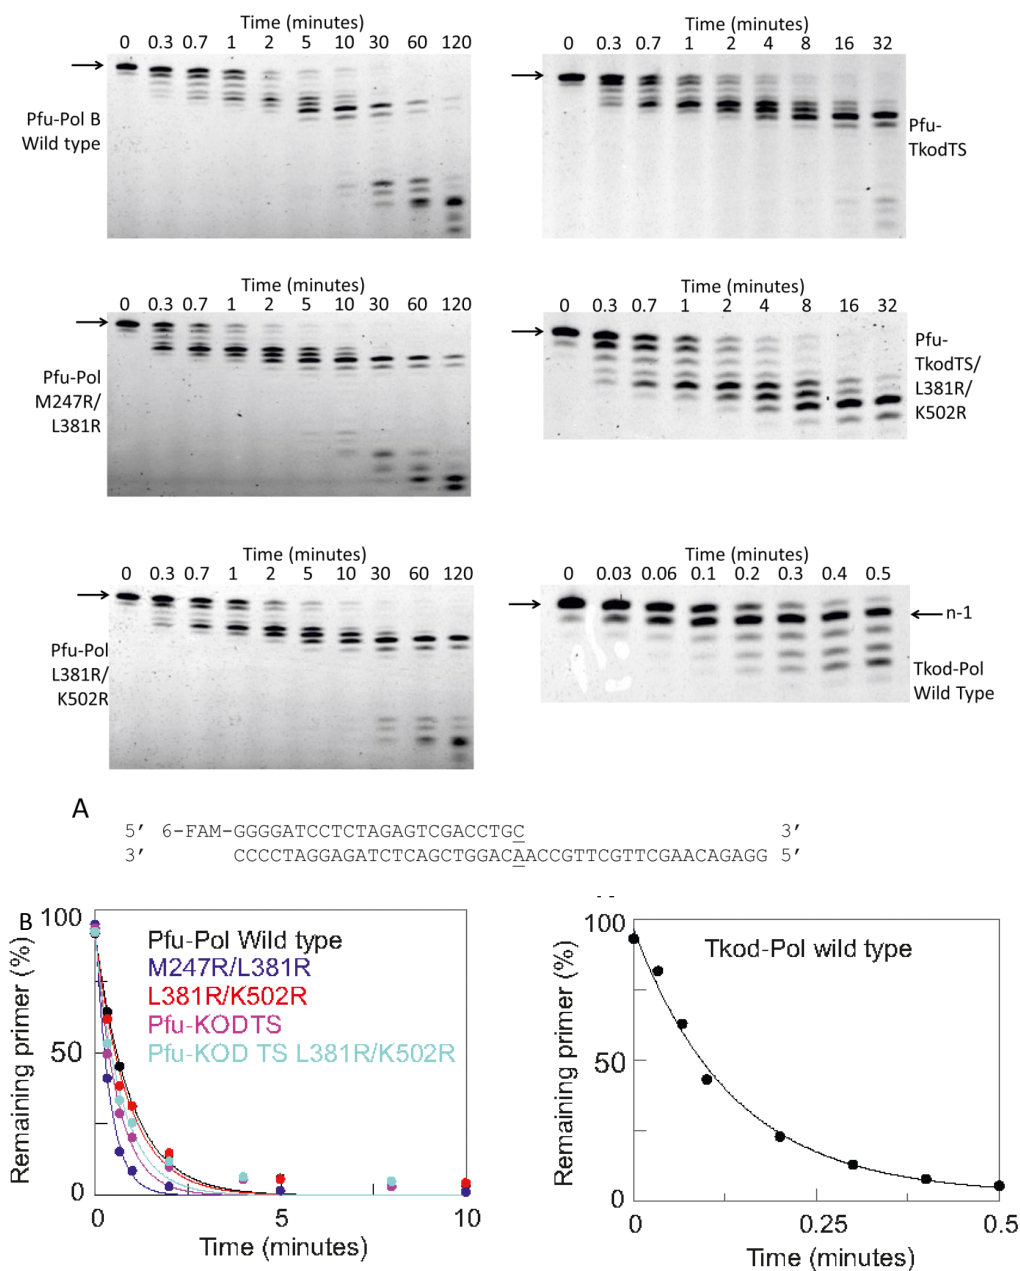 Time (minutes)
0 0.3 0.7 1 2 5 10 30 60 120
Pfu-Pol B
Wild type
Time (minutes)
0 0.3 0.7 1 2 4 8 16 32
Pfu-
TkodTS
Time (minutes)
0 0.3 0.7 1 2 5 10 30 60 120
Pfu-Pol
M247R/
L381R
Time (minutes)
0 0.3 0.7 1 2 4 8 16 32
Pfu-
TkodTS/
L381R/
K502R
Time (minutes)
0 0.3 0.7 1 2 5 10 30 60 120
Pfu-Pol
L381R/
K502R
Time (minutes)
0 0.03 0.06 0.1 0.2 0.3 0.4 0.5
n-1
Tkod-Pol
Wild Type
A
5’ 6-FAM-GGGGATCCTCTAGAGTCGACCTGC 3’
3’ CCCCTAGGAGATCTCAGCTGGACAACCGTTCGTTCGAACAGAGG 5’
B
Remaining primer (%)
100
50
0
Pfu-Pol Wild type
M247R/L381R
L381R/K502R
Pfu-KODTS
Pfu-KOD TS L381R/K502R
0 5 10
Time (minutes)
Remaining primer (%)
100
50
0
Tkod-Pol wild type
0 0.25 0.5
Time (minutes)